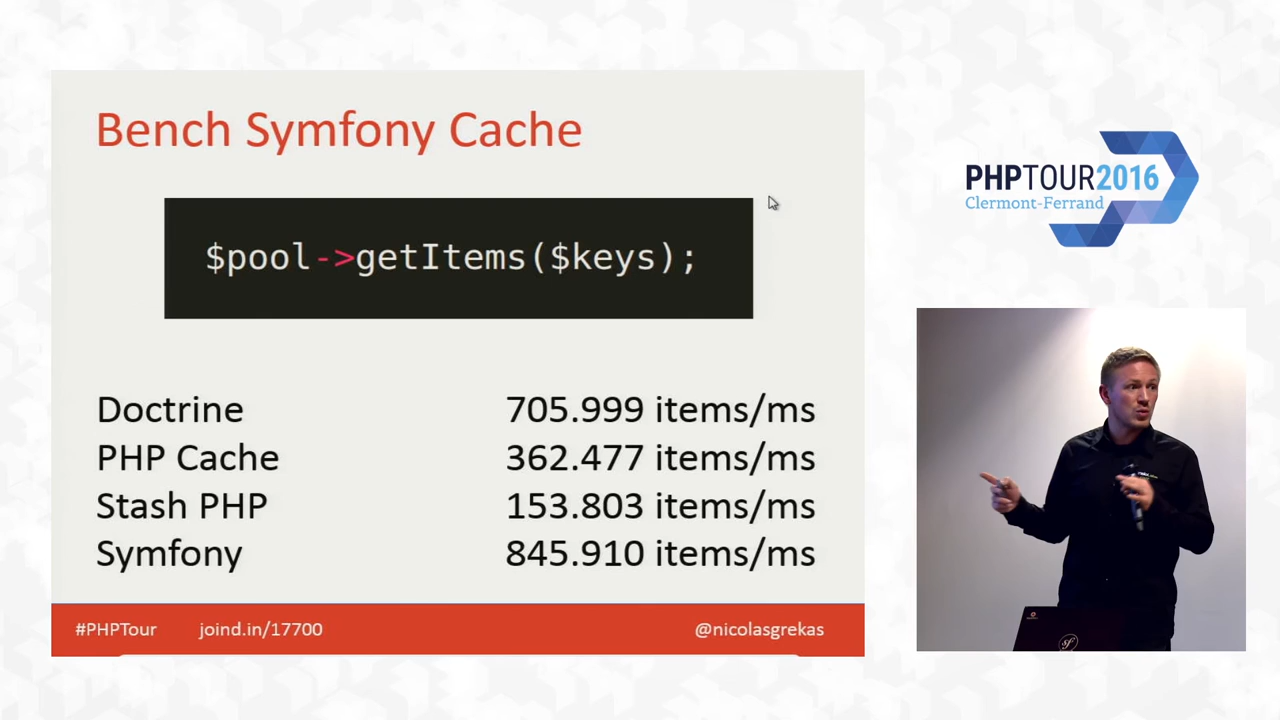 Bench Symfony Cache
$pool->getItems($keys);
Doctrine 705.999 items/ms
PHP Cache 362.477 items/ms
Stash PHP 153.803 items/ms
Symfony 845.910 items/ms
#PHPTour joind.in/17700 @nicolasgrekas
PHPTOUR2016
Clermont-Ferrand
sf